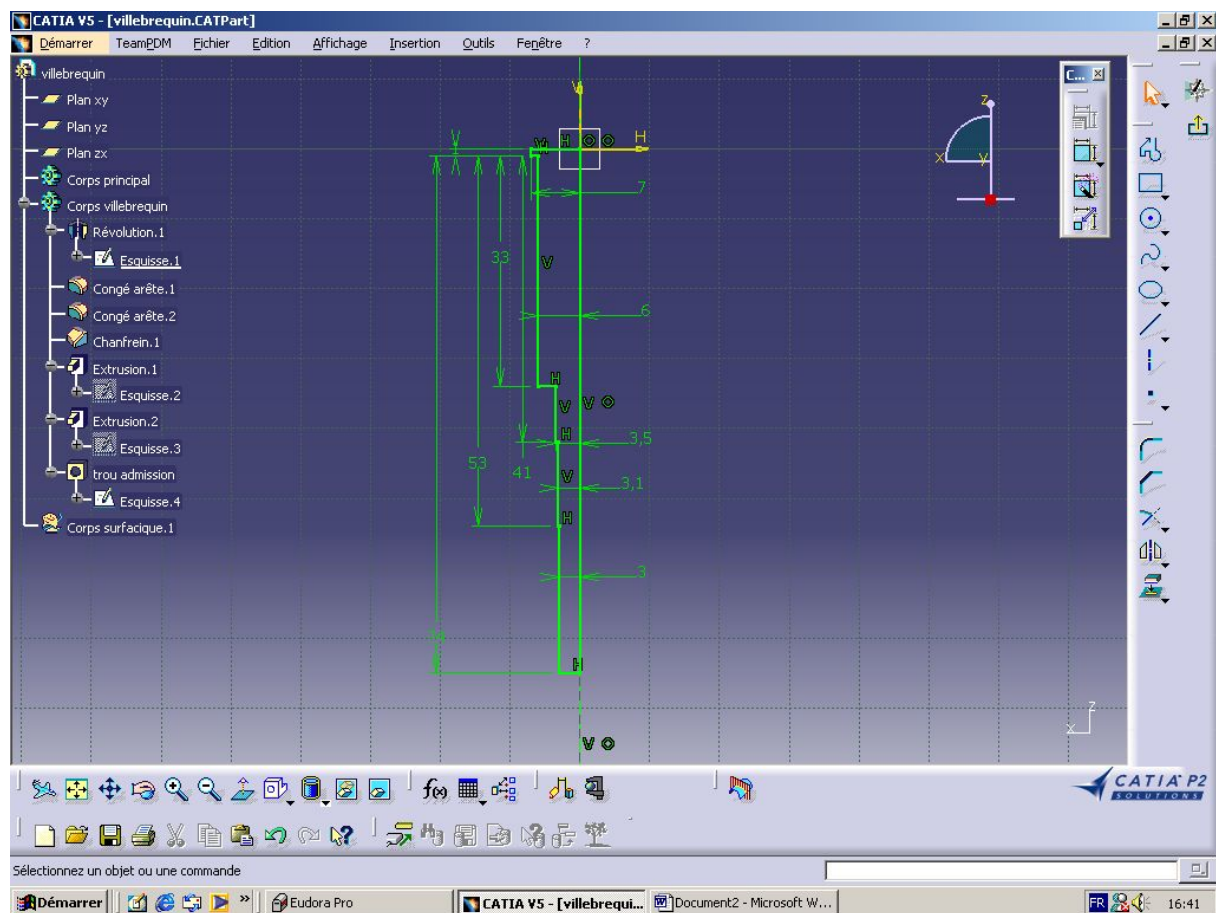 CATIA V5 - [villebrequin.CATPart]
Démarrer TeamPDM Fichier Edition Affichage Insertion Outils Fenêtre ?
villebrequin
Plan xy
Plan yz
Plan zx
Corps principal
Corps villebrequin
Révolution.1
Esquisse.1
Congé arête.1
Congé arête.2
Chanfrein.1
Extrusion.1
Esquisse.2
Extrusion.2
Esquisse.3
trou admission
Esquisse.4
Corps surfacique.1
C...
z
x y
V
H
V H
7
33
V
6
H
V V
H
3,5
53
41
V
3,1
H
3
H
V
z
x
f(x)
CATIA P2
SOLUTIONS
Sélectionnez un objet ou une commande
Démarrer » Eudora Pro CATIA V5 - [villebrequi... Document2 - Microsoft W... FR 16:41